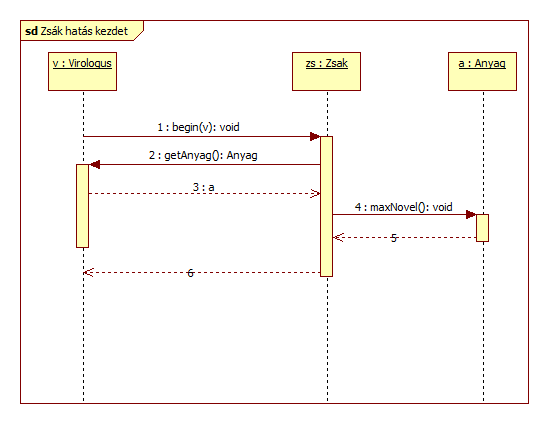 sd Zsák hatás kezdet
v : Virologus
zs : Zsak
a : Anyag
1 : begin(v): void
2 : getAnyag(): Anyag
3 : a
4 : maxNovel(): void
5
6